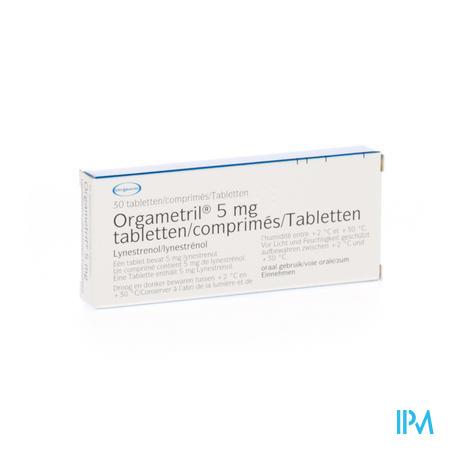 30 tabletten/comprimés/Tabletten
Orgametril® 5 mg
tabletten/comprimés/Tabletten
Lynestrenol/lynestrénol
Eén tablet bevat 5 mg lynestrenol
Un comprimé contient 5 mg de lynestrénol.
Eine Tablette enthält 5 mg Lynestrenol.
Droog en donker bewaren tussen +2 °C en
+30 °C/Conserver à l'abri de la lumière et de
l'humidité entre +2 °C et +30 °C.
Vor Licht und Feuchtigkeit geschützt,
aufbewahren zwischen +2 °C und
+30 °C.
oraal gebruik/voie orale/zum
Einnehmen
Orgametril®
5 mg
IPM